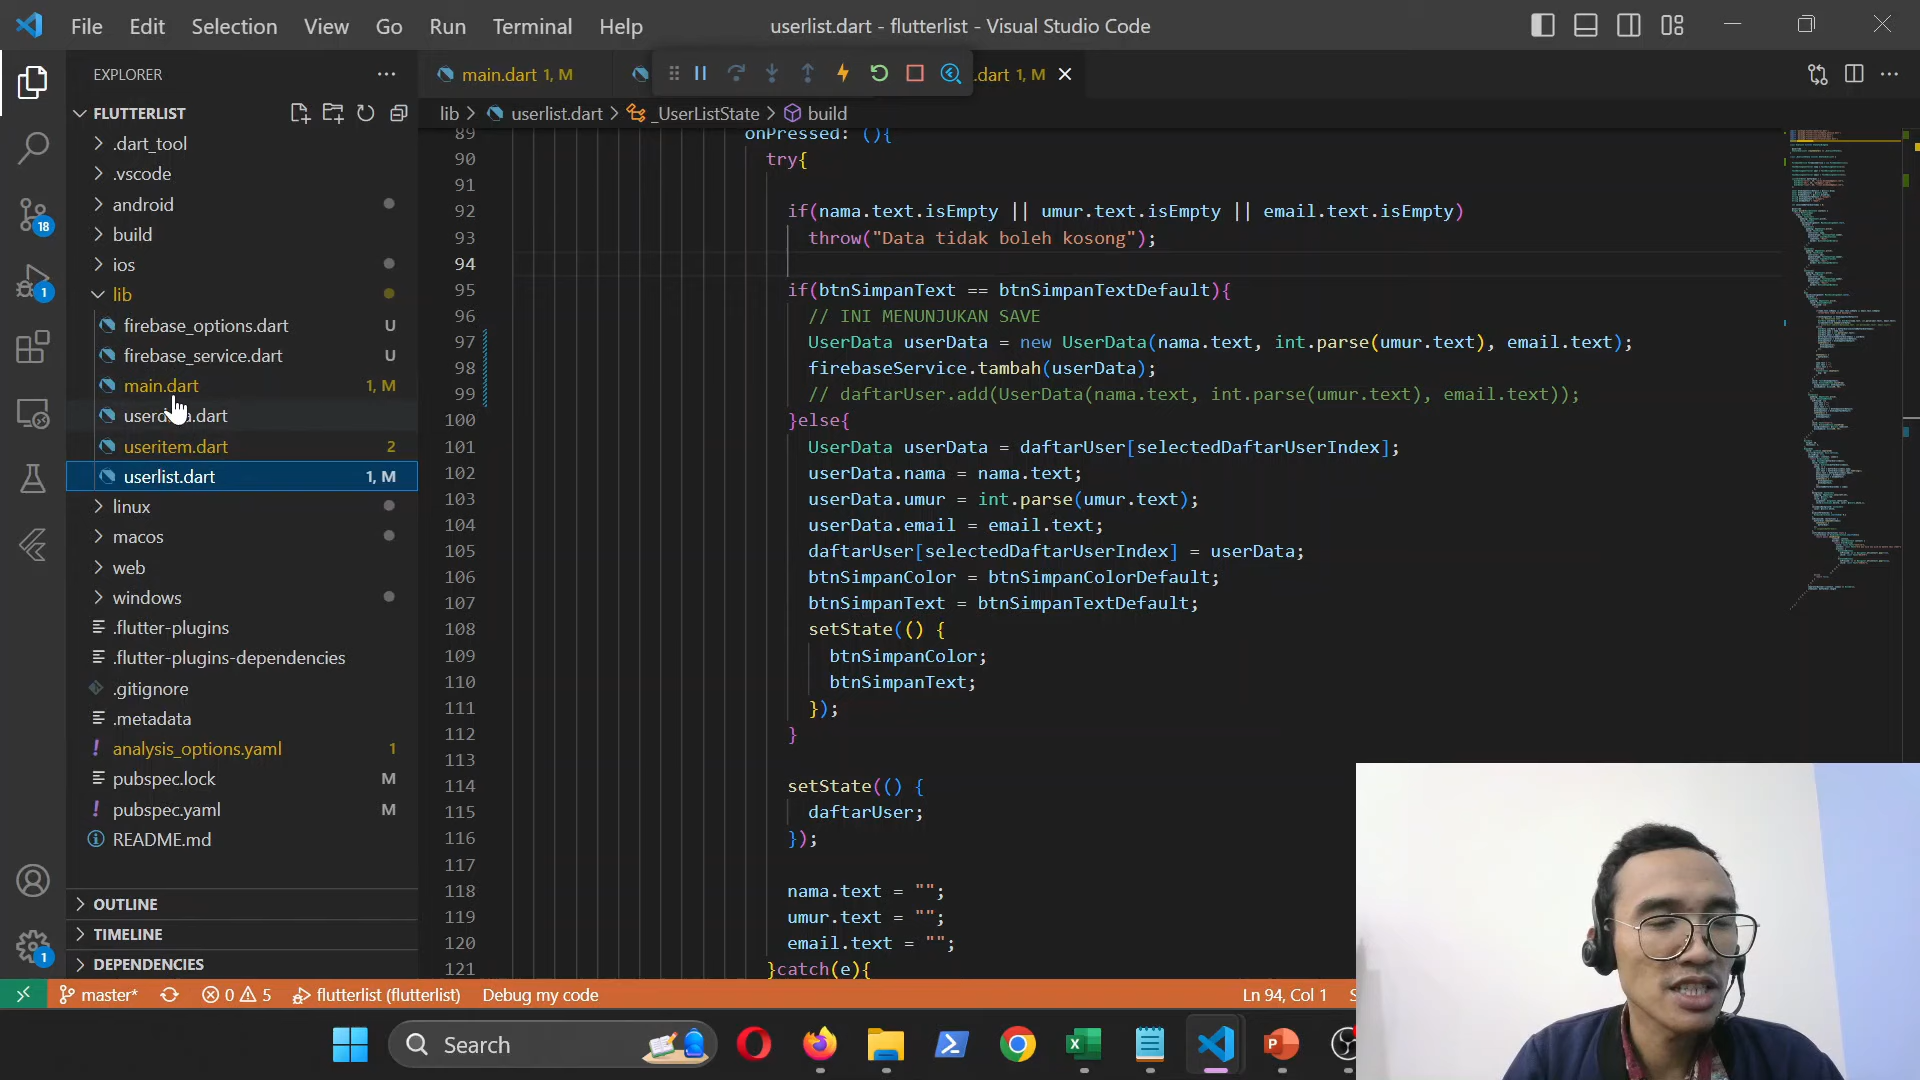 File Edit Selection View Go Run Terminal Help
userlist.dart - flutterlist - Visual Studio Code
EXPLORER
FLUTTERLIST
.dart_tool
.vscode
android
build
ios
lib
firebase_options.dart U
firebase_service.dart U
main.dart 1, M
useritem.dart 2
userlist.dart 1, M
linux
macos
web
windows
.flutter-plugins
.flutter-plugins-dependencies
.gitignore
.metadata
analysis_options.yaml 1
pubspec.lock M
pubspec.yaml M
README.md
OUTLINE
TIMELINE
DEPENDENCIES
18
1
1
main.dart 1, M
.dart 1, M
lib > userlist.dart > _UserListState > build
89 onPressed: (){
90 try{
91
92 if(nama.text.isEmpty || umur.text.isEmpty || email.text.isEmpty)
93 throw("Data tidak boleh kosong");
94
95 if(btnSimpanText == btnSimpanTextDefault){
96 // INI MENUNJUKAN SAVE
97 UserData userData = new UserData(nama.text, int.parse(umur.text), email.text);
98 firebaseService.tambah(userData);
99 // daftarUser.add(UserData(nama.text, int.parse(umur.text), email.text));
100 }else{
101 UserData userData = daftarUser[selectedDaftarUserIndex];
102 userData.nama = nama.text;
103 userData.umur = int.parse(umur.text);
104 userData.email = email.text;
105 daftarUser[selectedDaftarUserIndex] = userData;
106 btnSimpanColor = btnSimpanColorDefault;
107 btnSimpanText = btnSimpanTextDefault;
108 setState(() {
109 btnSimpanColor;
110 btnSimpanText;
111 });
112 }
113
114 setState(() {
115 daftarUser;
116 });
117
118 nama.text = "";
119 umur.text = "";
120 email.text = "";
121 }catch(e){
master* 0 5 flutterlist (flutterlist) Debug my code Ln 94, Col 1
Search